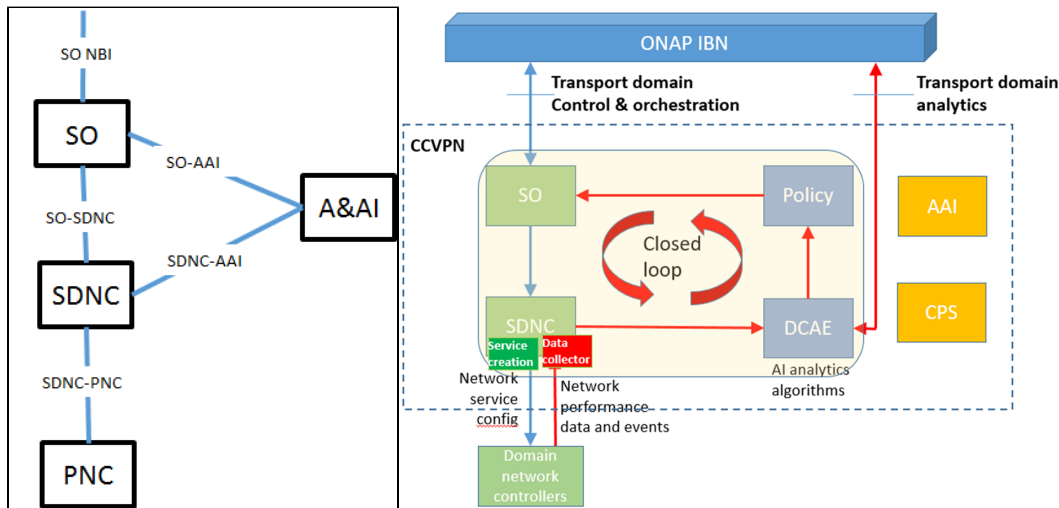 SO NBI
SO
SO-AAI
A&AI
SO-SDNC
SDNC-AAI
SDNC
SDNC-PNC
PNC
ONAP IBN
Transport domain
Control & orchestration
Transport domain
analytics
CCVPN
SO
Policy
AAI
Closed
loop
SDNC
DCAE
CPS
Service
creation
Data
collector
AI analytics
algorithms
Network
service
config
Network
performance
data and events
Domain
network
controllers